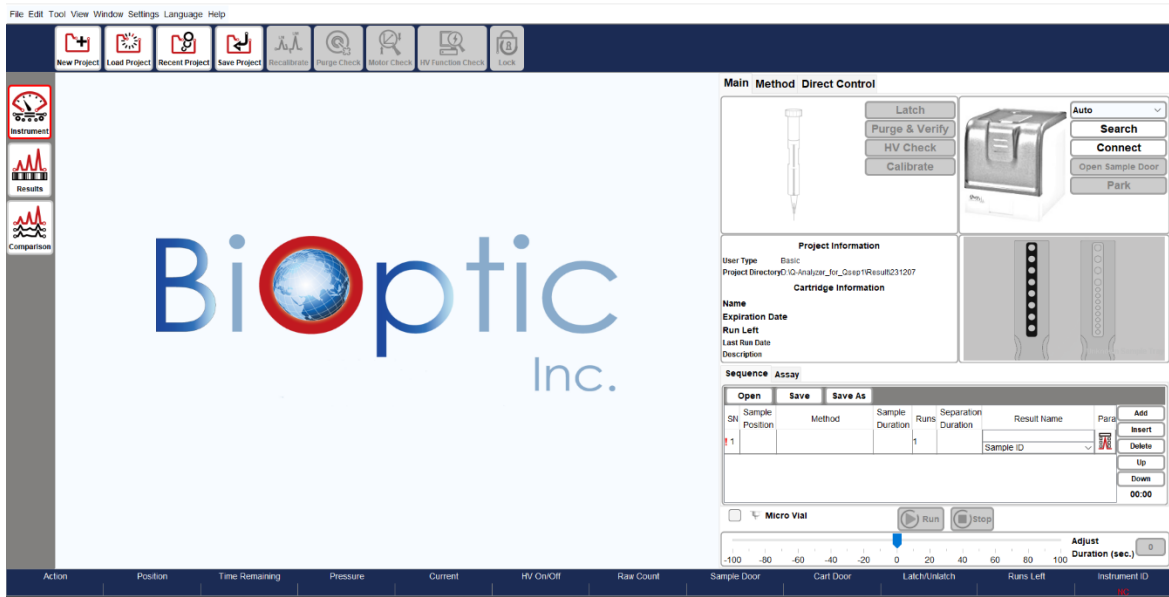 File Edit Tool View Window Settings Language Help
New Project Load Project Recent Project Save Project Recalibrate Purge Check Motor Check HV Function Check Lock
Instrument
Results
Comparison
BiOptic
Inc.
Main Method Direct Control
Latch
Purge & Verify
HV Check
Calibrate
Auto
Search
Connect
Open Sample Door
Park
Project Information
User Type Basic
Project Directory D:\Q-Analyzer_for_Qsep1\Result\231207
Cartridge Information
Name
Expiration Date
Run Left
Last Run Date
Description
Sequence Assay
Open Save Save As
SN Sample Position Method Sample Duration Runs Separation Duration Result Name Para
! 1 1 Sample ID
Add
Insert
Delete
Up
Down
00:00
Micro Vial
Run Stop
-100 -80 -60 -40 -20 0 20 40 60 80 100
Adjust
Duration (sec.) 0
Action Position Time Remaining Pressure Current HV On/Off Raw Count Sample Door Cart Door Latch/Unlatch Runs Left Instrument ID
NC